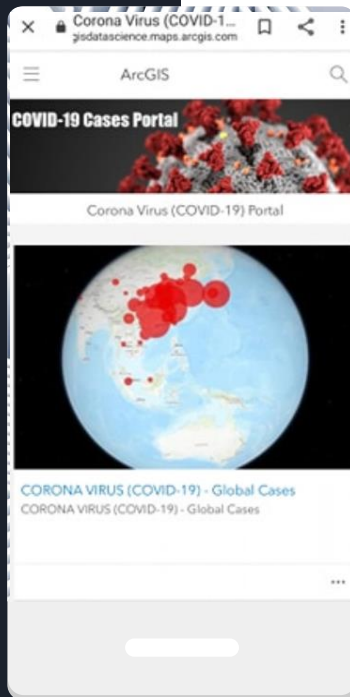 Corona Virus (COVID-1...
gisdatascience.maps.arcgis.com
ArcGIS
COVID-19 Cases Portal
Corona Virus (COVID-19) Portal
CORONA VIRUS (COVID-19) - Global Cases
CORONA VIRUS (COVID-19) - Global Cases